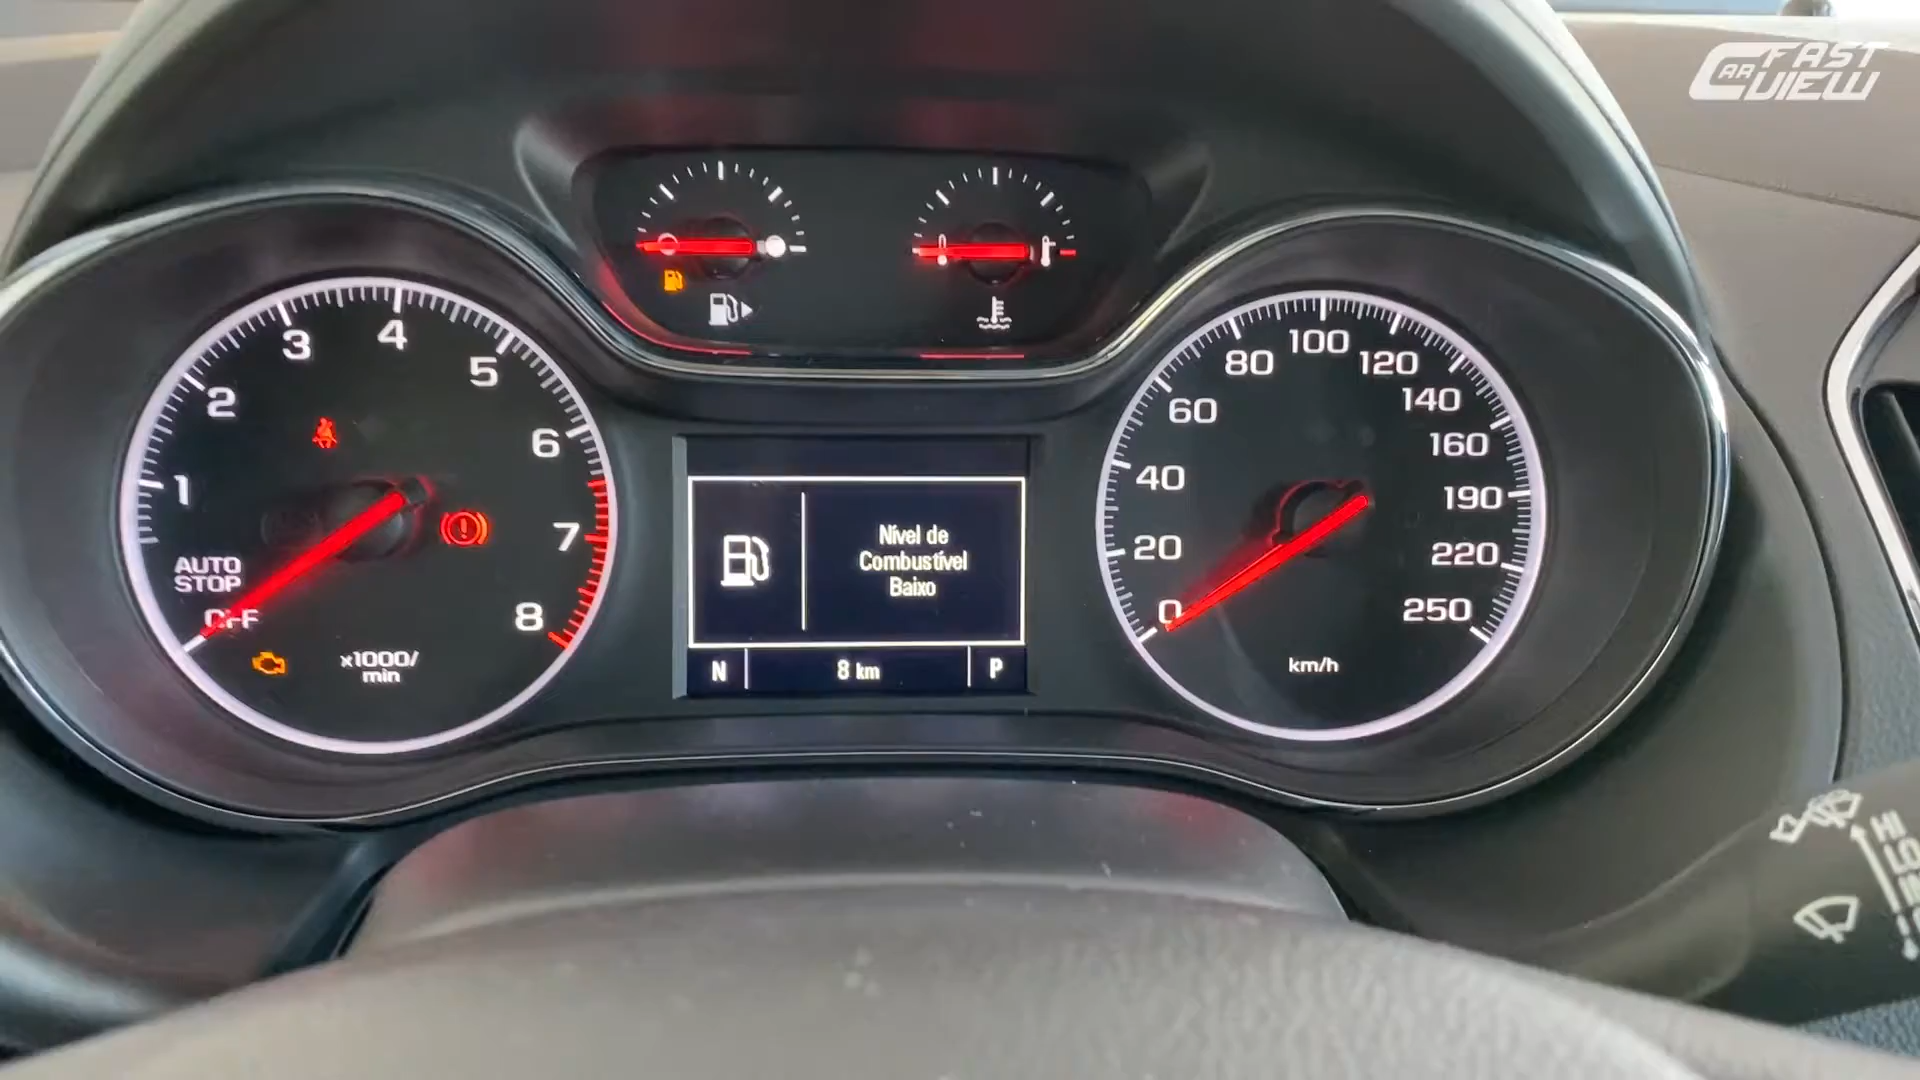 CAR FAST
VIEW
1
2
3
4
5
6
7
8
AUTO
STOP
OFF
x1000/
min
Nível de
Combustível
Baixo
N
8 km
P
0
20
40
60
80
100
120
140
160
190
220
250
km/h
HI
LO